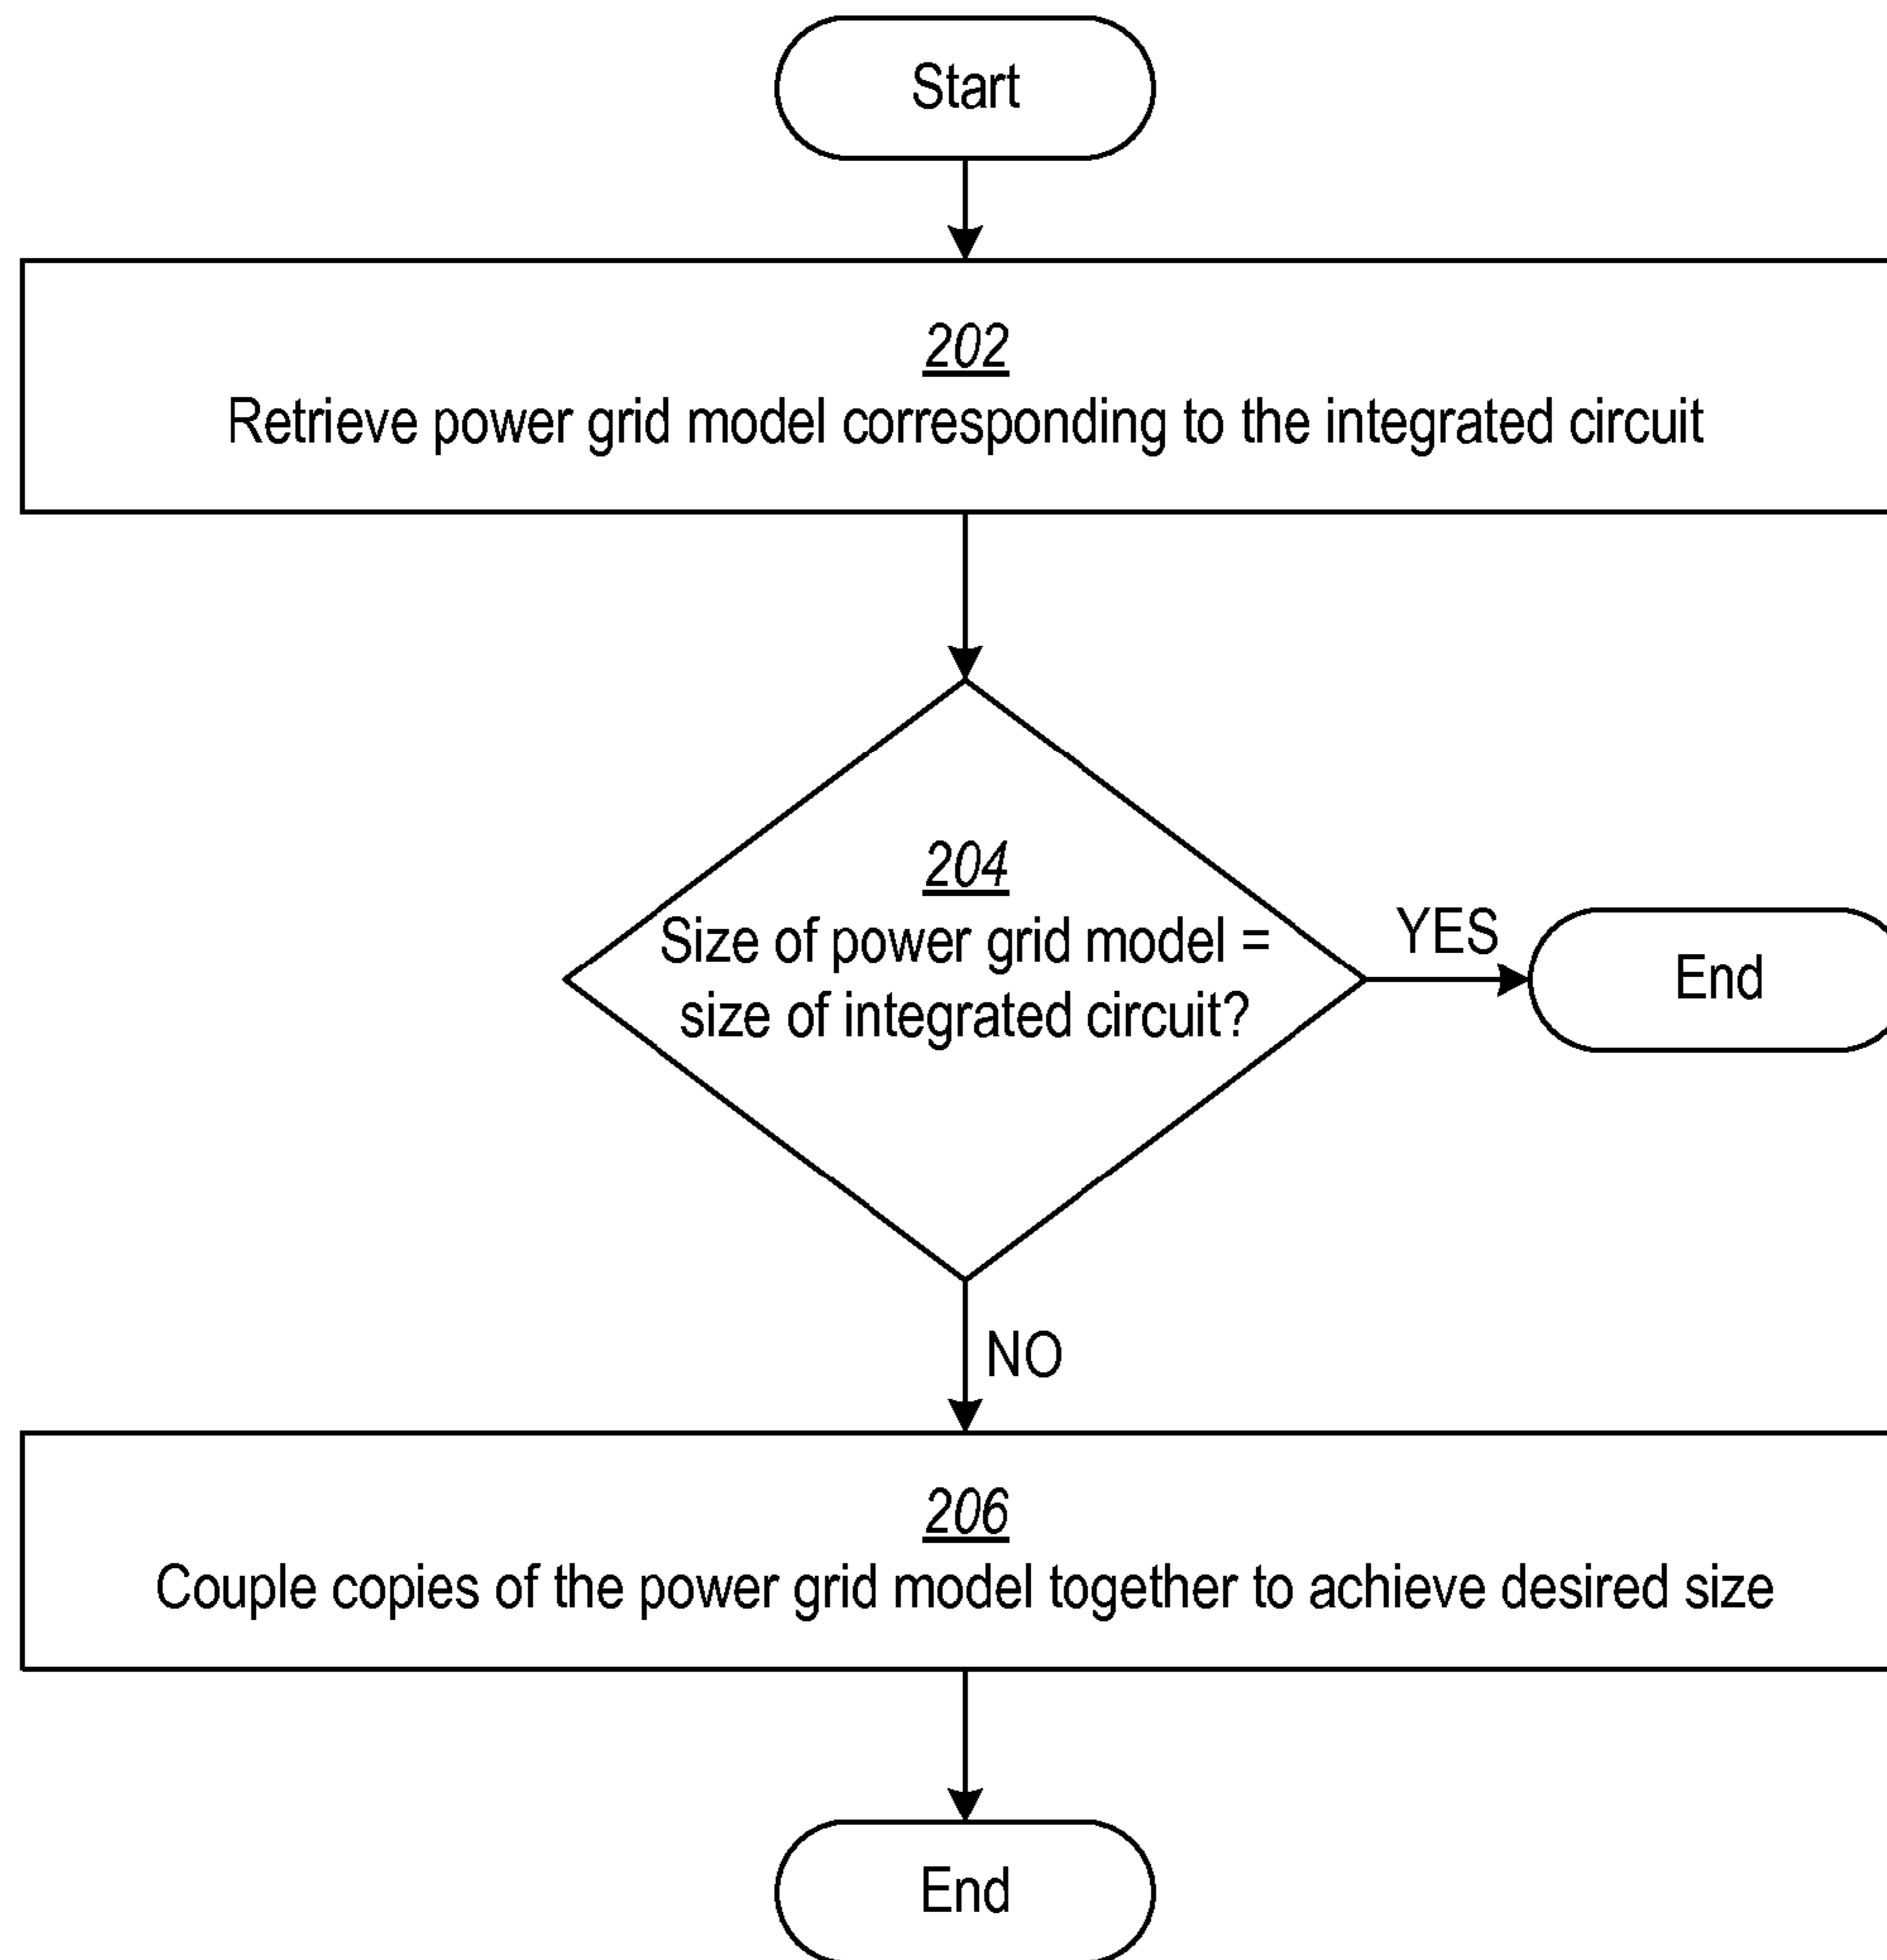 Start
202
Retrieve power grid model corresponding to the integrated circuit
204
Size of power grid model =
size of integrated circuit?
YES
End
NO
206
Couple copies of the power grid model together to achieve desired size
End